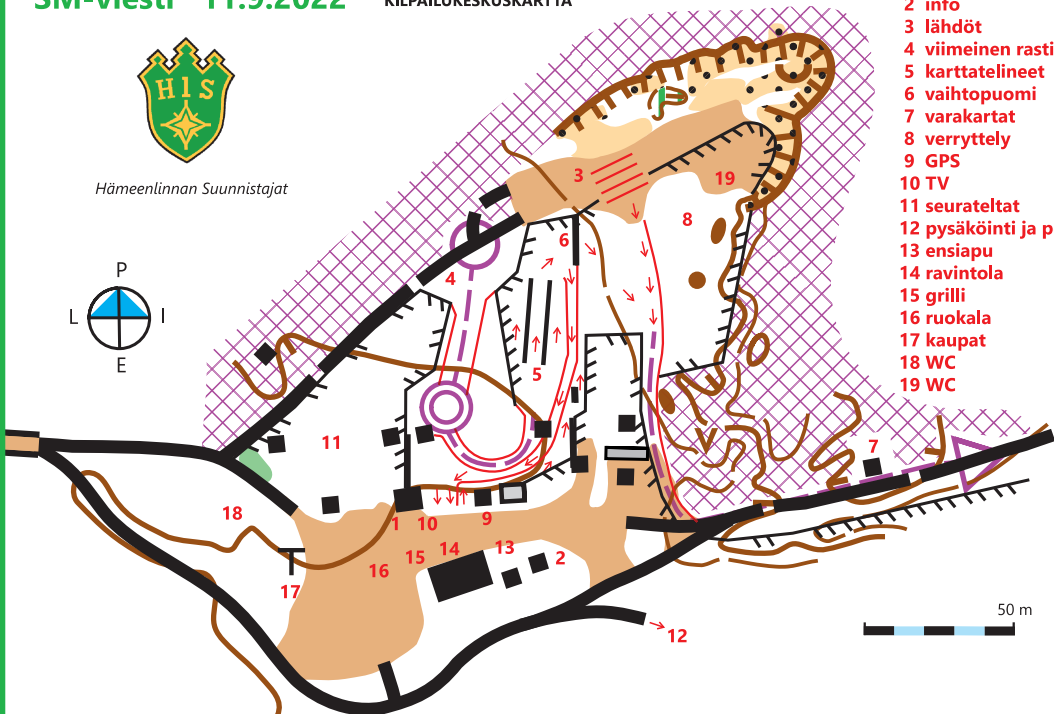 SM-viesti 11.9.2022 KILPAILUKESKUSKARTTA
H1S
Hämeenlinnan Suunnistajat
P
L I
E
2 info
3 lähdöt
4 viimeinen rasti
5 karttatelineet
6 vaihtopuomi
7 varakartat
8 verryttely
9 GPS
10 TV
11 seurateltat
12 pysäköinti ja p
13 ensiapu
14 ravintola
15 grilli
16 ruokala
17 kaupat
18 WC
19 WC
3
19
8
6
4
5
11
7
18
1
10
9
15
14
13
2
16
17
12
50 m